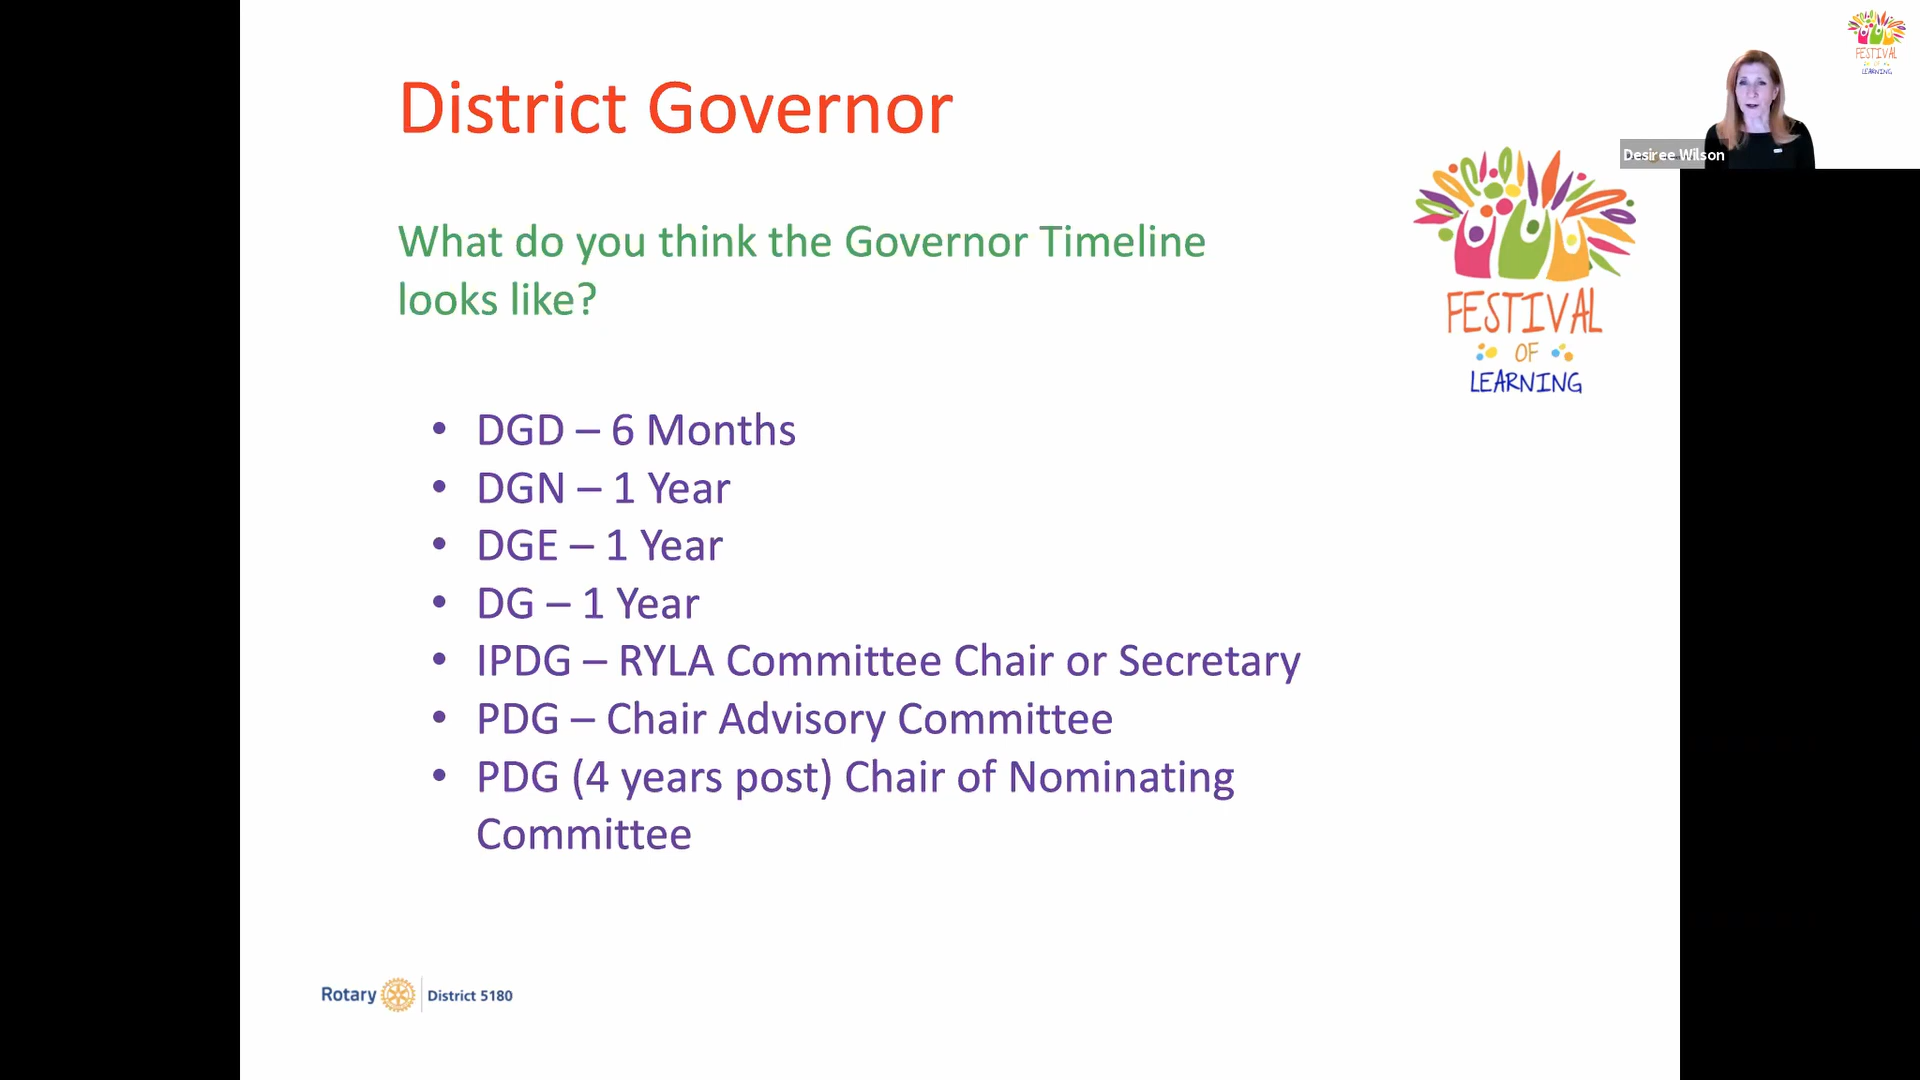 District Governor
What do you think the Governor Timeline
looks like?
• DGD – 6 Months
• DGN – 1 Year
• DGE – 1 Year
• DG – 1 Year
• IPDG – RYLA Committee Chair or Secretary
• PDG – Chair Advisory Committee
• PDG (4 years post) Chair of Nominating
Committee
FESTIVAL
OF
LEARNING
FESTIVAL
OF
LEARNING
Desiree Wilson
Rotary District 5180